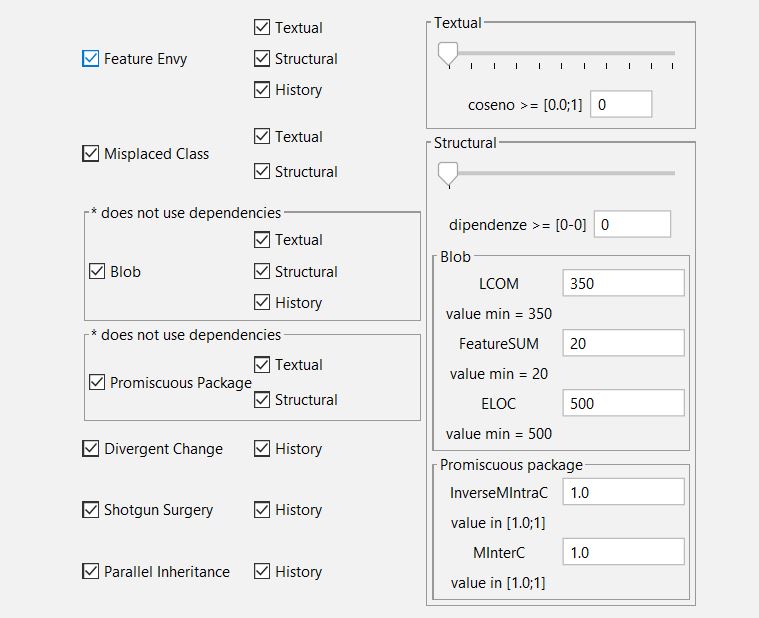 Feature Envy
Textual
Structural
History
Misplaced Class
Textual
Structural
* does not use dependencies
Blob
Textual
Structural
History
* does not use dependencies
Promiscuous Package
Textual
Structural
Divergent Change
History
Shotgun Surgery
History
Parallel Inheritance
History
Textual
coseno >= [0.0;1] 0
Structural
dipendenze >= [0-0] 0
Blob
LCOM 350
value min = 350
FeatureSUM 20
value min = 20
ELOC 500
value min = 500
Promiscuous package
InverseMIntraC 1.0
value in [1.0;1]
MInterC 1.0
value in [1.0;1]